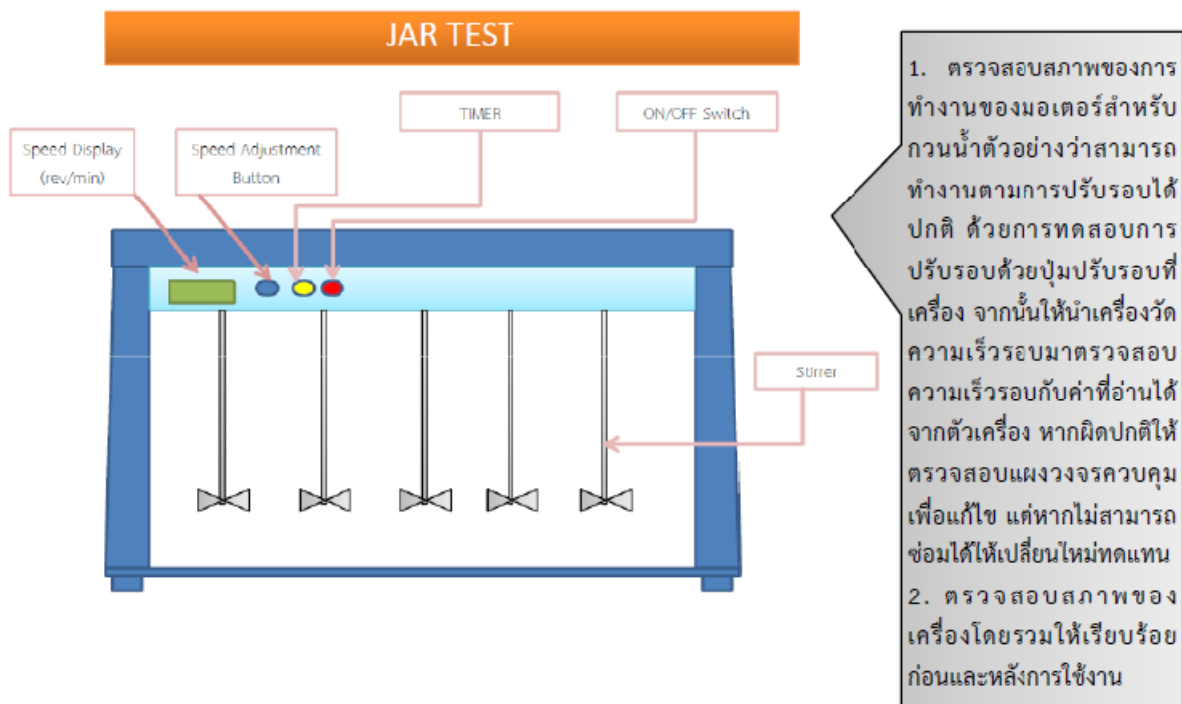 JAR TEST
TIMER
ON/OFF Switch
Speed Display
(rev/min)
Speed Adjustment
Button
Stirrer
1. ตรวจสอบสภาพของการ
ทำงานของมอเตอร์สำหรับ
กวนน้ำตัวอย่างว่าสามารถ
ทำงานตามการปรับรอบได้
ปกติ ด้วยการทดสอบการ
ปรับรอบด้วยปุ่มปรับรอบที่
เครื่อง จากนั้นให้นำเครื่องวัด
ความเร็วรอบมาตรวจสอบ
ความเร็วรอบกับค่าที่อ่านได้
จากตัวเครื่อง หากผิดปกติให้
ตรวจสอบแผงวงจรควบคุม
เพื่อแก้ไข แต่หากไม่สามารถ
ซ่อมได้ให้เปลี่ยนใหม่ทดแทน
2. ตรวจสอบสภาพของ
เครื่องโดยรวมให้เรียบร้อย
ก่อนและหลังการใช้งาน